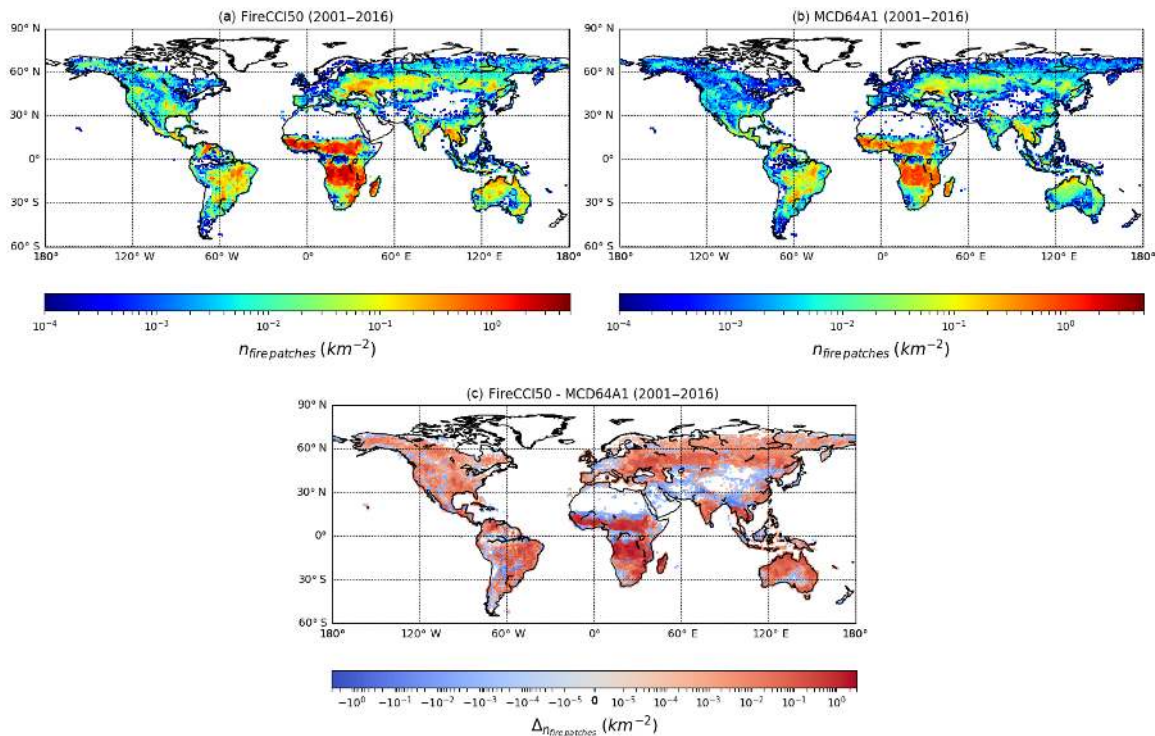 (a) FireCCI50 (2001–2016)
90° N
60° N
30° N
0°
30° S
60° S
180° 120° W 60° W 0° 60° E 120° E 180°
10⁻⁴ 10⁻³ 10⁻² 10⁻¹ 10⁰
n_fire patches (km⁻²)
(b) MCD64A1 (2001–2016)
90° N
60° N
30° N
0°
30° S
60° S
180° 120° W 60° W 0° 60° E 120° E 180°
10⁻⁴ 10⁻³ 10⁻² 10⁻¹ 10⁰
n_fire patches (km⁻²)
(c) FireCCI50 - MCD64A1 (2001–2016)
90° N
60° N
30° N
0°
30° S
60° S
180° 120° W 60° W 0° 60° E 120° E 180°
−10⁰ −10⁻¹ −10⁻² −10⁻³ −10⁻⁴ −10⁻⁵ 0 10⁻⁵ 10⁻⁴ 10⁻³ 10⁻² 10⁻¹ 10⁰
Δn_fire patches (km⁻²)